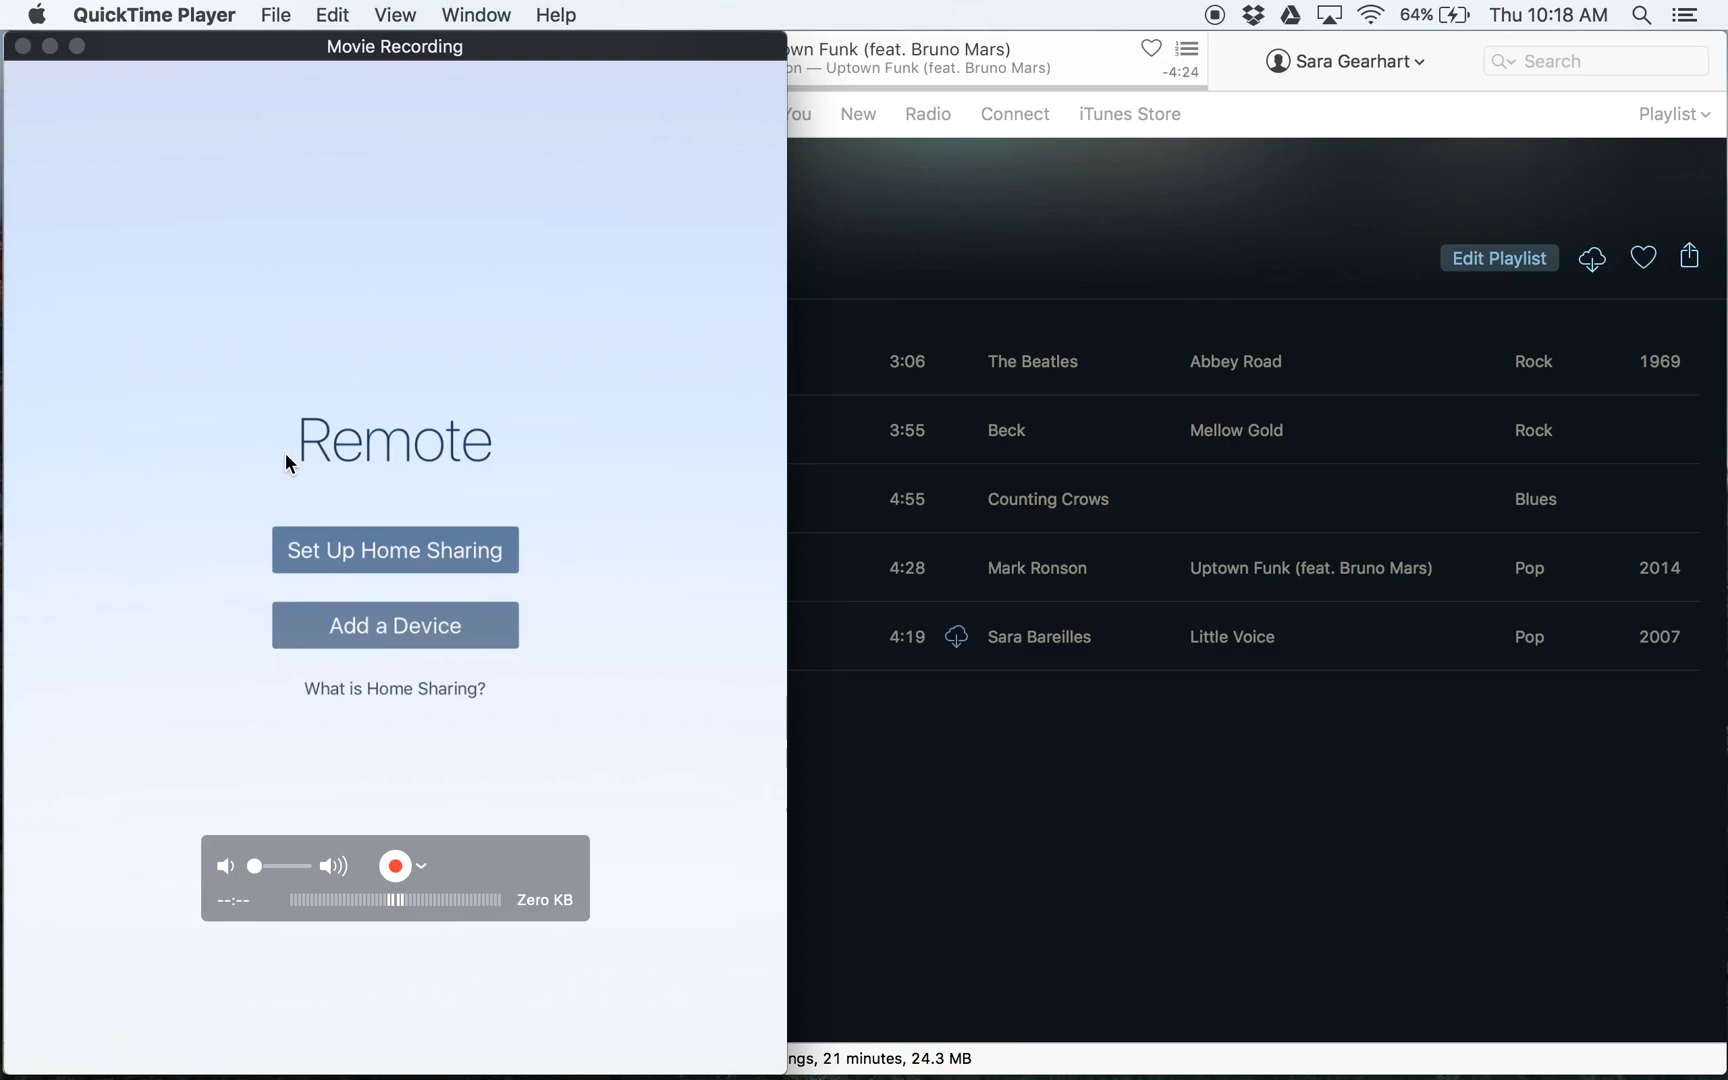 QuickTime Player File Edit View Window Help 64% Thu 10:18 AM
Movie Recording
own Funk (feat. Bruno Mars)
on — Uptown Funk (feat. Bruno Mars)
-4:24
Sara Gearhart
Search
You New Radio Connect iTunes Store Playlist
Edit Playlist
3:06 The Beatles Abbey Road Rock 1969
3:55 Beck Mellow Gold Rock
4:55 Counting Crows Blues
4:28 Mark Ronson Uptown Funk (feat. Bruno Mars) Pop 2014
4:19 Sara Bareilles Little Voice Pop 2007
Remote
Set Up Home Sharing
Add a Device
What is Home Sharing?
--:-- Zero KB
ngs, 21 minutes, 24.3 MB